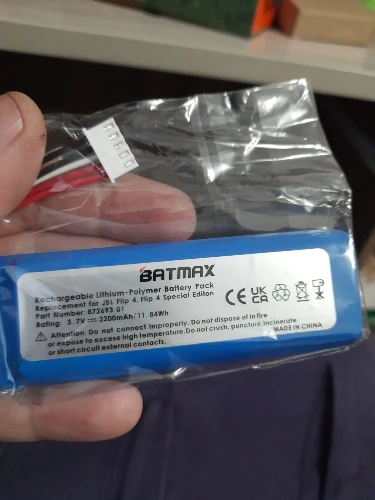 BATMAX
Rechargeable Lithium-Polymer Battery Pack
Replacement for JBL Flip 4, Flip 4 Special Editon
Part Number: 872693 01
Rating: 3.7V 3200mAh/11.84Wh
Attention: Do not connect improperly. Do not dispose of in fire
or expose to excess high temperature.Do not crush, puncture,incinerate
or short circuit external contacts.
MADE IN CHINA
CE UK
CA